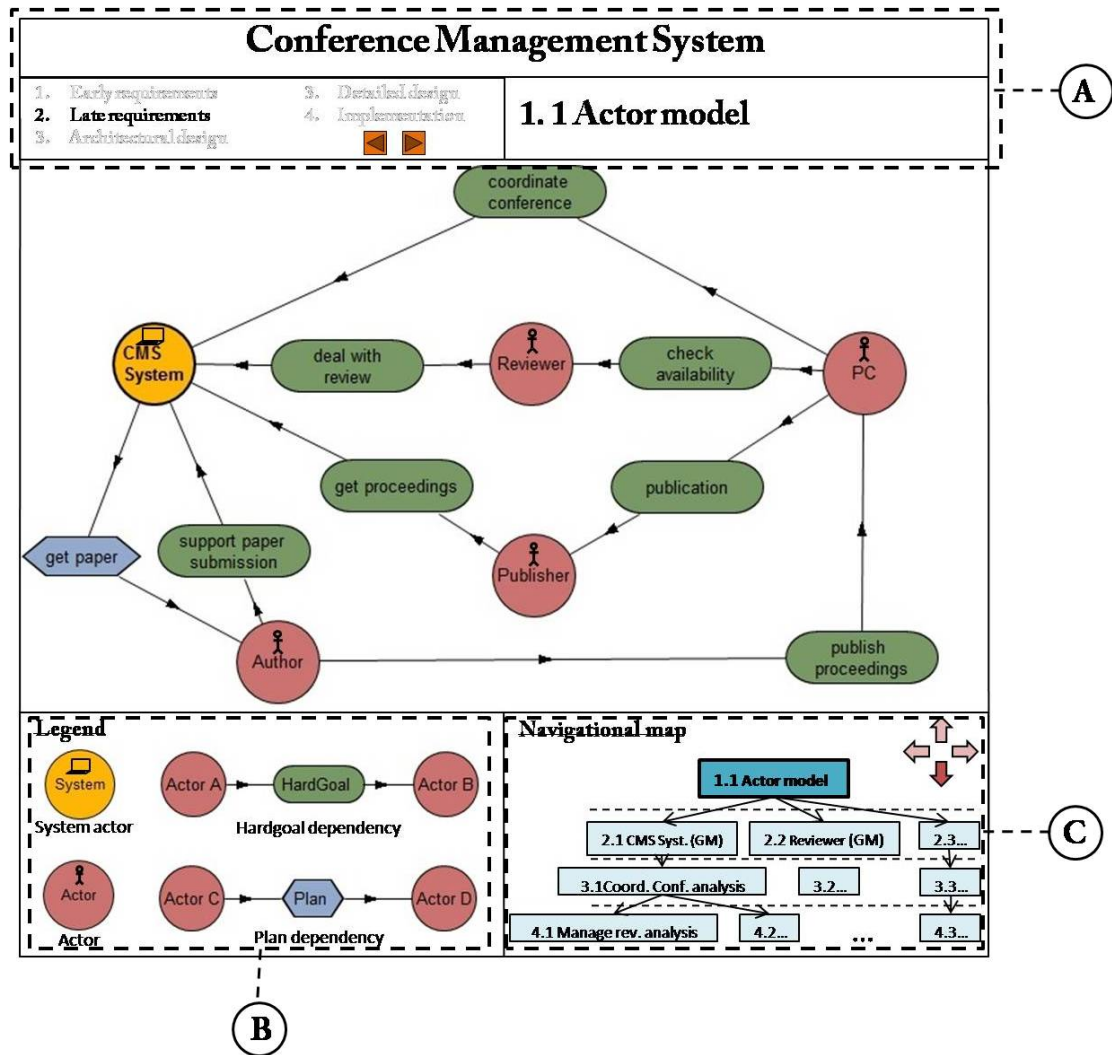 Conference Management System
A
1. Early requirements
2. Late requirements
3. Architectural design
3. Detailed design
4. Implementation
1. 1 Actor model
coordinate
conference
CMS
System
deal with
review
Reviewer
check
availability
PC
get proceedings
publication
get paper
support paper
submission
Publisher
Author
publish
proceedings
Legend
System
System actor
Actor A
HardGoal
Actor B
Hardgoal dependency
Actor
Actor
Actor C
Plan
Actor D
Plan dependency
Navigational map
1.1 Actor model
2.1 CMS Syst. (GM)
2.2 Reviewer (GM)
2.3...
3.1Coord. Conf. analysis
3.2...
3.3...
4.1 Manage rev. analysis
4.2...
...
4.3...
C
B